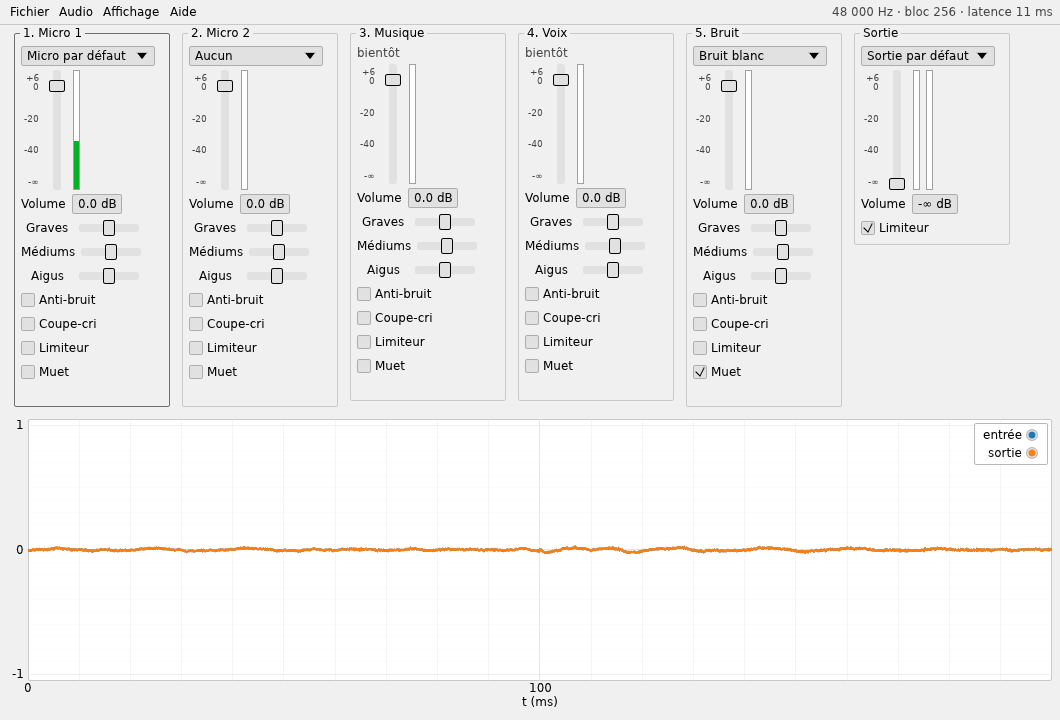 Fichier Audio Affichage Aide 48 000 Hz · bloc 256 · latence 11 ms
1. Micro 1
Micro par défaut
+6
0
-20
-40
-∞
Volume 0.0 dB
Graves
Médiums
Aigus
Anti-bruit
Coupe-cri
Limiteur
Muet
2. Micro 2
Aucun
+6
0
-20
-40
-∞
Volume 0.0 dB
Graves
Médiums
Aigus
Anti-bruit
Coupe-cri
Limiteur
Muet
3. Musique
bientôt
+6
0
-20
-40
-∞
Volume 0.0 dB
Graves
Médiums
Aigus
Anti-bruit
Coupe-cri
Limiteur
Muet
4. Voix
bientôt
+6
0
-20
-40
-∞
Volume 0.0 dB
Graves
Médiums
Aigus
Anti-bruit
Coupe-cri
Limiteur
Muet
5. Bruit
Bruit blanc
+6
0
-20
-40
-∞
Volume 0.0 dB
Graves
Médiums
Aigus
Anti-bruit
Coupe-cri
Limiteur
Muet
Sortie
Sortie par défaut
+6
0
-20
-40
-∞
Volume -∞ dB
Limiteur
1
0
-1
entrée
sortie
0 100
t (ms)